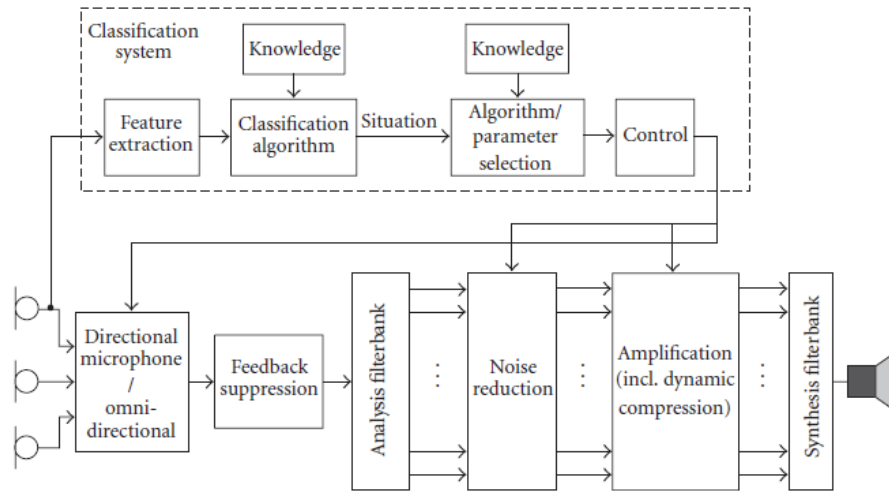 Classification
system
Knowledge
Knowledge
Feature
extraction
Classification
algorithm
Situation
Algorithm/
parameter
selection
Control
Directional
microphone
/
omni-
directional
Feedback
suppression
Analysis filterbank
Noise
reduction
Amplification
(incl. dynamic
compression)
Synthesis filterbank